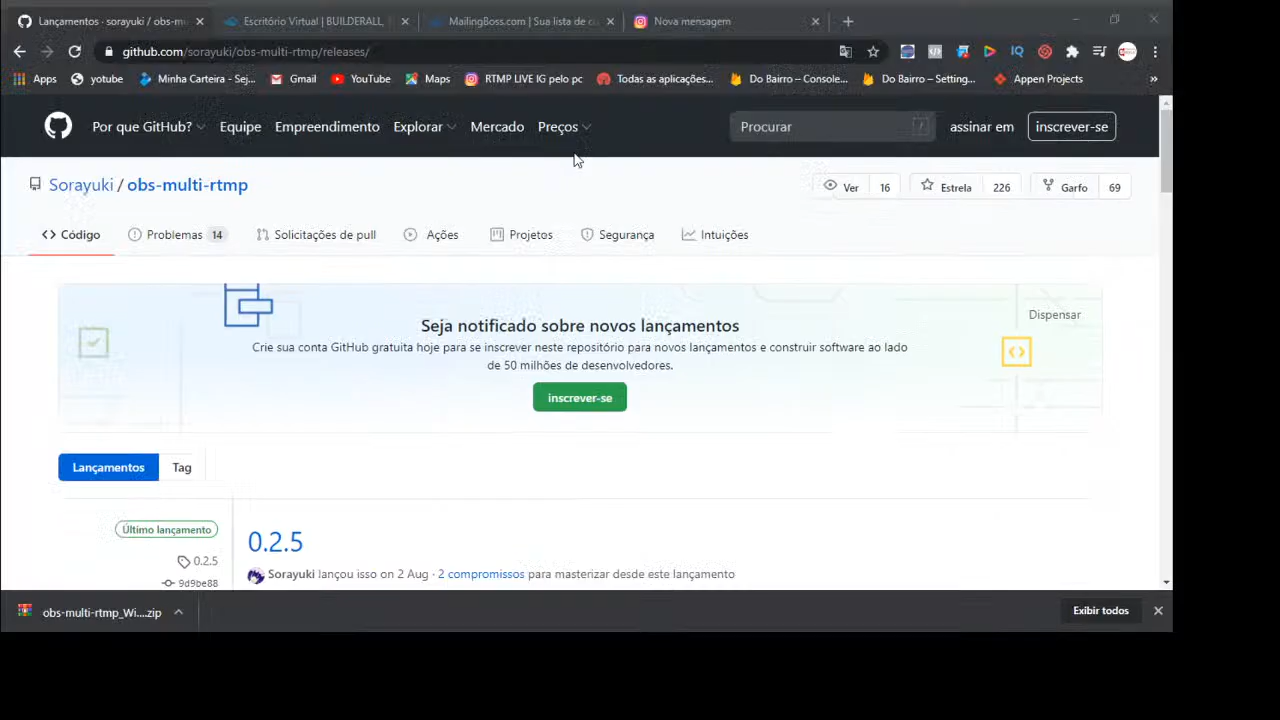 Lançamentos · sorayuki / obs-mu
Escritório Virtual | BUILDERALL,
MailingBoss.com | Sua lista de c
Nova mensagem
github.com/sorayuki/obs-multi-rtmp/releases/
Apps
yotube
Minha Carteira - Sej...
Gmail
YouTube
Maps
RTMP LIVE IG pelo pc
Todas as aplicações...
Do Bairro – Console...
Do Bairro – Setting...
Appen Projects
»
Por que GitHub?
Equipe
Empreendimento
Explorar
Mercado
Preços
Procurar
/
assinar em
inscrever-se
Sorayuki / obs-multi-rtmp
Ver 16
Estrela 226
Garfo 69
Código
Problemas 14
Solicitações de pull
Ações
Projetos
Segurança
Intuições
Seja notificado sobre novos lançamentos
Dispensar
Crie sua conta GitHub gratuita hoje para se inscrever neste repositório para novos lançamentos e construir software ao lado
de 50 milhões de desenvolvedores.
inscrever-se
Lançamentos
Tag
Último lançamento
0.2.5
0.2.5
9d9be88
Sorayuki lançou isso on 2 Aug · 2 compromissos para masterizar desde este lançamento
obs-multi-rtmp_Wi....zip
Exibir todos